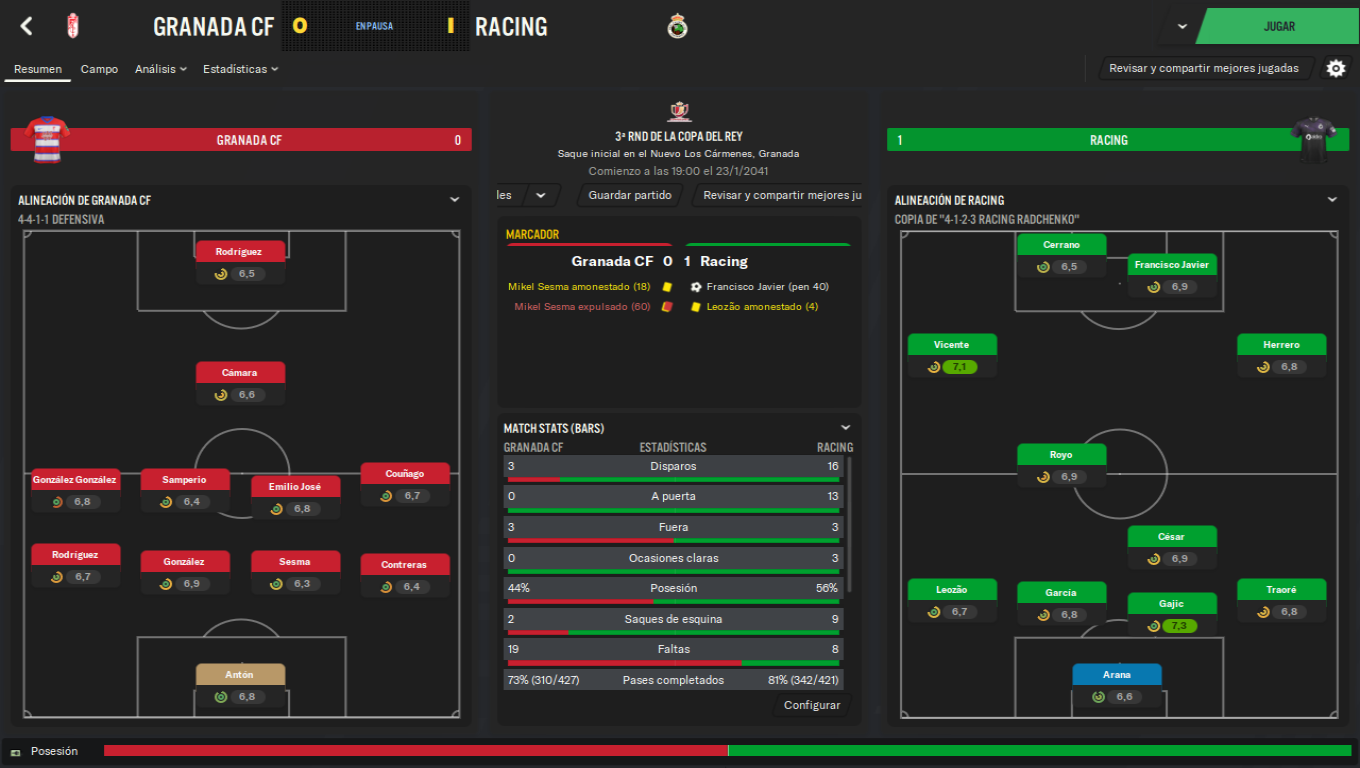 GRANADA CF 0 EN PAUSA 1 RACING
JUGAR
Resumen Campo Análisis Estadísticas
Revisar y compartir mejores jugadas
GRANADA CF 0
ALINEACIÓN DE GRANADA CF
4-4-1-1 DEFENSIVA
Rodríguez
6,5
Cámara
6,6
González González
6,8
Samperio
6,4
Emilio José
6,8
Couñago
6,7
Rodríguez
6,7
González
6,9
Sesma
6,3
Contreras
6,4
Antón
6,8
3ª RND DE LA COPA DEL REY
Saque inicial en el Nuevo Los Cármenes, Granada
Comienzo a las 19:00 el 23/1/2041
les Guardar partido Revisar y compartir mejores ju
MARCADOR
Granada CF 0 1 Racing
Mikel Sesma amonestado (18) Francisco Javier (pen 40)
Mikel Sesma expulsado (60) Leozão amonestado (4)
MATCH STATS (BARS)
GRANADA CF ESTADÍSTICAS RACING
3 Disparos 16
0 A puerta 13
3 Fuera 3
0 Ocasiones claras 3
44% Posesión 56%
2 Saques de esquina 9
19 Faltas 8
73% (310/427) Pases completados 81% (342/421)
Configurar
1 RACING
ALINEACIÓN DE RACING
COPIA DE "4-1-2-3 RACING RADCHENKO"
Cerrano
6,5
Francisco Javier
6,9
Vicente
7,1
Herrero
6,8
Royo
6,9
César
6,9
Leozão
6,7
García
6,8
Gajic
7,3
Traoré
6,8
Arana
6,6
Posesión